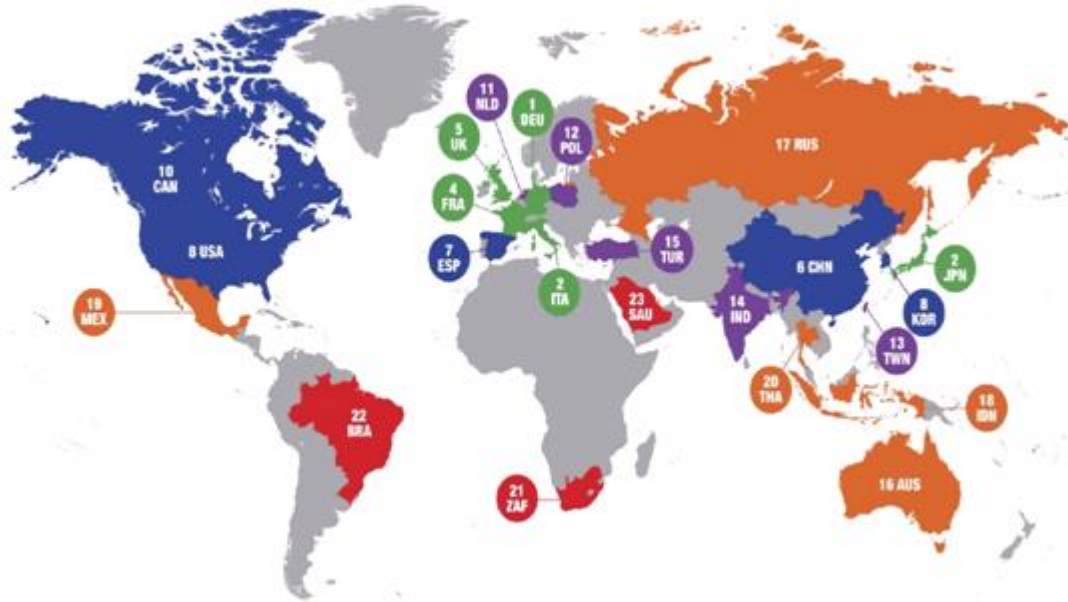 11
NLD
1
DEU
5
UK
12
POL
17 RUS
10
CAN
4
FRA
8 USA
7
ESP
15
TUR
6 CHN
2
JPN
2
ITA
23
SAU
14
IND
8
KOR
19
MEX
13
TWN
20
THA
18
IDN
22
BRA
21
ZAF
16 AUS